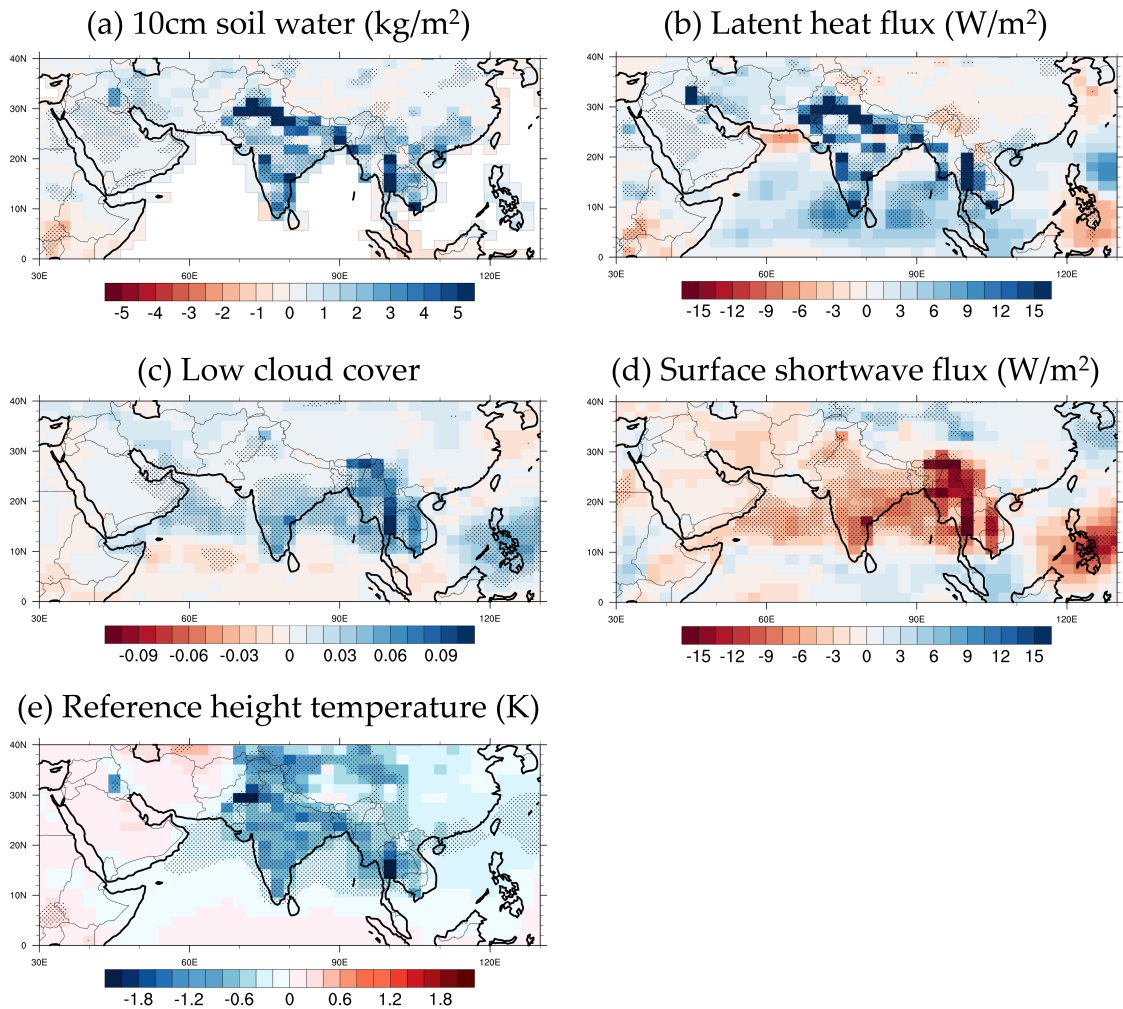 (a) 10cm soil water (kg/m²)
40N
30N
20N
10N
0
30E 60E 90E 120E
-5 -4 -3 -2 -1 0 1 2 3 4 5
(b) Latent heat flux (W/m²)
40N
30N
20N
10N
0
30E 60E 90E 120E
-15 -12 -9 -6 -3 0 3 6 9 12 15
(c) Low cloud cover
40N
30N
20N
10N
0
30E 60E 90E 120E
-0.09 -0.06 -0.03 0 0.03 0.06 0.09
(d) Surface shortwave flux (W/m²)
40N
30N
20N
10N
0
30E 60E 90E 120E
-15 -12 -9 -6 -3 0 3 6 9 12 15
(e) Reference height temperature (K)
40N
30N
20N
10N
0
30E 60E 90E 120E
-1.8 -1.2 -0.6 0 0.6 1.2 1.8